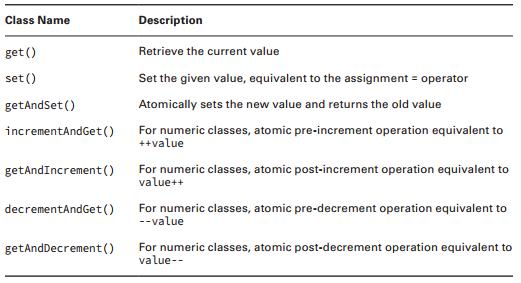 Class Name Description
get() Retrieve the current value
set() Set the given value, equivalent to the assignment = operator
getAndSet() Atomically sets the new value and returns the old value
incrementAndGet() For numeric classes, atomic pre-increment operation equivalent to
++value
getAndIncrement() For numeric classes, atomic post-increment operation equivalent to
value++
decrementAndGet() For numeric classes, atomic pre-decrement operation equivalent to
--value
getAndDecrement() For numeric classes, atomic post-decrement operation equivalent to
value--